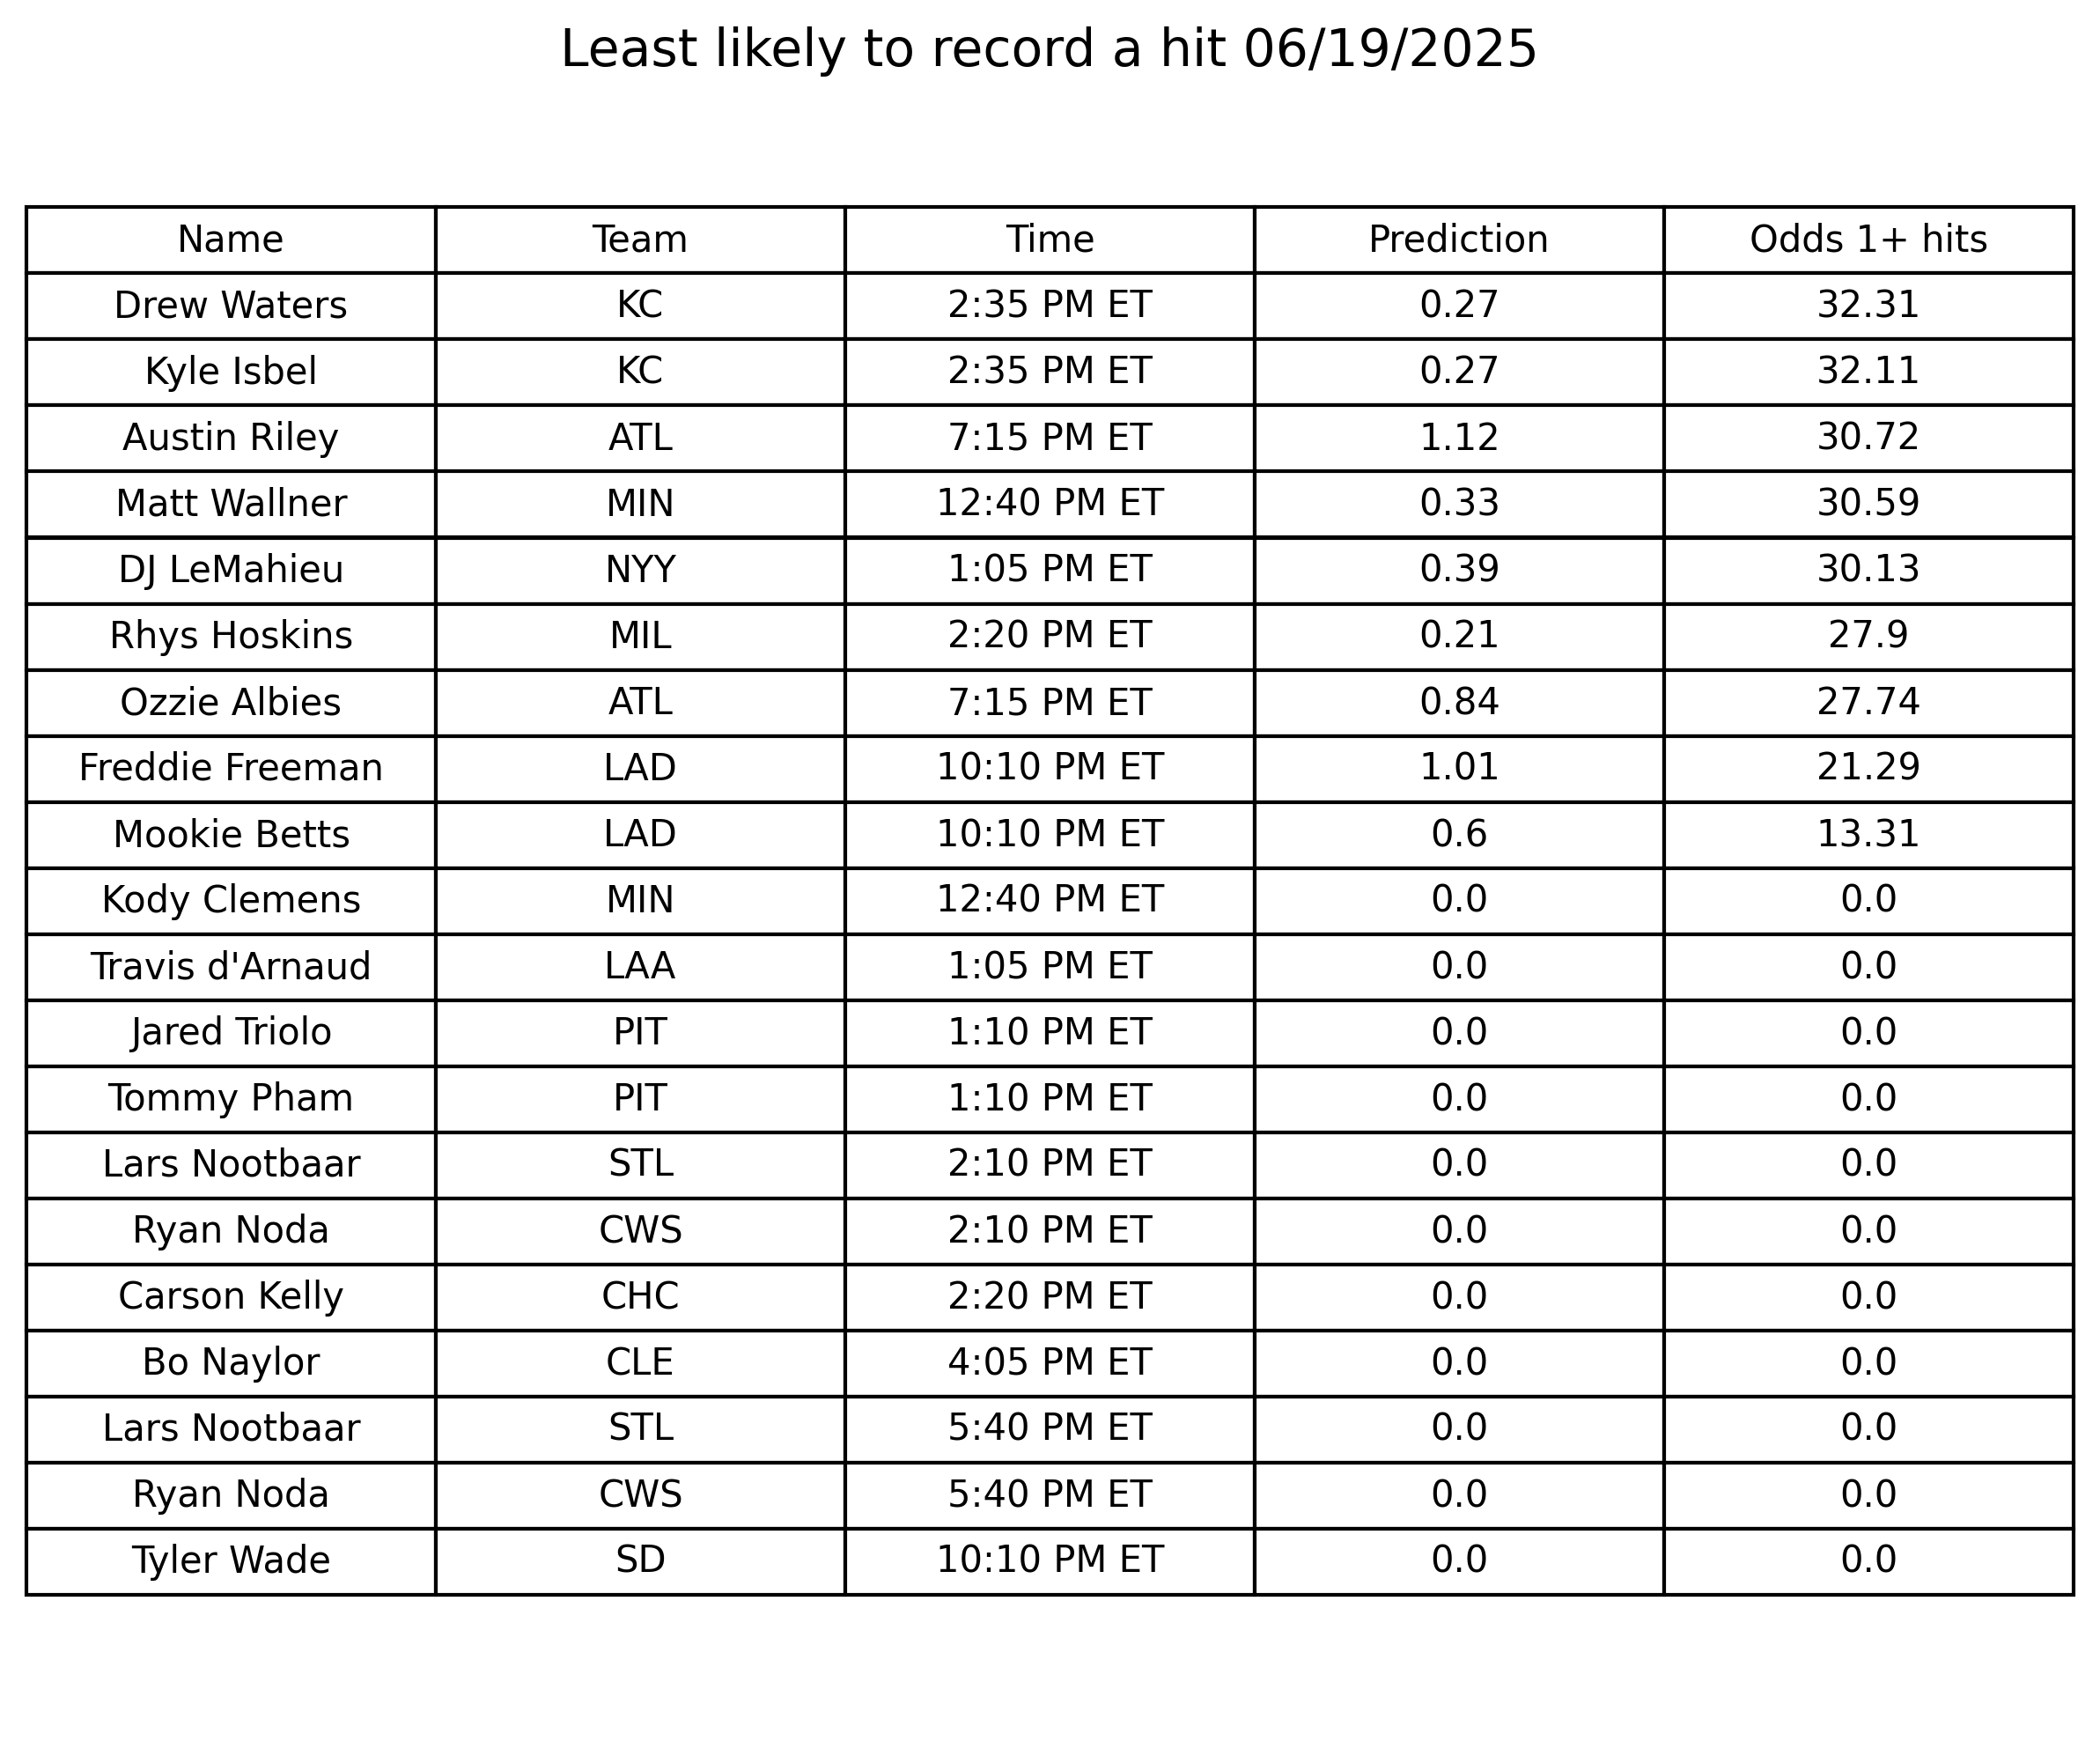 Least likely to record a hit 06/19/2025
Name Team Time Prediction Odds 1+ hits
Drew Waters KC 2:35 PM ET 0.27 32.31
Kyle Isbel KC 2:35 PM ET 0.27 32.11
Austin Riley ATL 7:15 PM ET 1.12 30.72
Matt Wallner MIN 12:40 PM ET 0.33 30.59
DJ LeMahieu NYY 1:05 PM ET 0.39 30.13
Rhys Hoskins MIL 2:20 PM ET 0.21 27.9
Ozzie Albies ATL 7:15 PM ET 0.84 27.74
Freddie Freeman LAD 10:10 PM ET 1.01 21.29
Mookie Betts LAD 10:10 PM ET 0.6 13.31
Kody Clemens MIN 12:40 PM ET 0.0 0.0
Travis d'Arnaud LAA 1:05 PM ET 0.0 0.0
Jared Triolo PIT 1:10 PM ET 0.0 0.0
Tommy Pham PIT 1:10 PM ET 0.0 0.0
Lars Nootbaar STL 2:10 PM ET 0.0 0.0
Ryan Noda CWS 2:10 PM ET 0.0 0.0
Carson Kelly CHC 2:20 PM ET 0.0 0.0
Bo Naylor CLE 4:05 PM ET 0.0 0.0
Lars Nootbaar STL 5:40 PM ET 0.0 0.0
Ryan Noda CWS 5:40 PM ET 0.0 0.0
Tyler Wade SD 10:10 PM ET 0.0 0.0